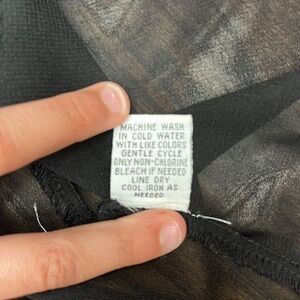 MACHINE WASH
IN COLD WATER
WITH LIKE COLORS
GENTLE CYCLE
ONLY NON-CHLORINE
BLEACH IF NEEDED
LINE DRY
COOL IRON AS
NEEDED